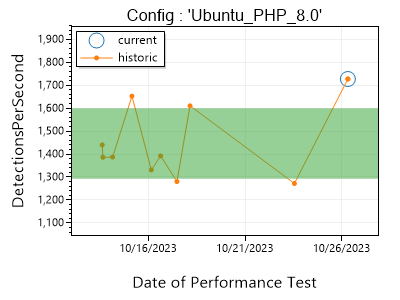 Config : 'Ubuntu_PHP_8.0'
current
historic
DetectionsPerSecond
1,900
1,800
1,700
1,600
1,500
1,400
1,300
1,200
1,100
10/16/2023
10/21/2023
10/26/2023
Date of Performance Test